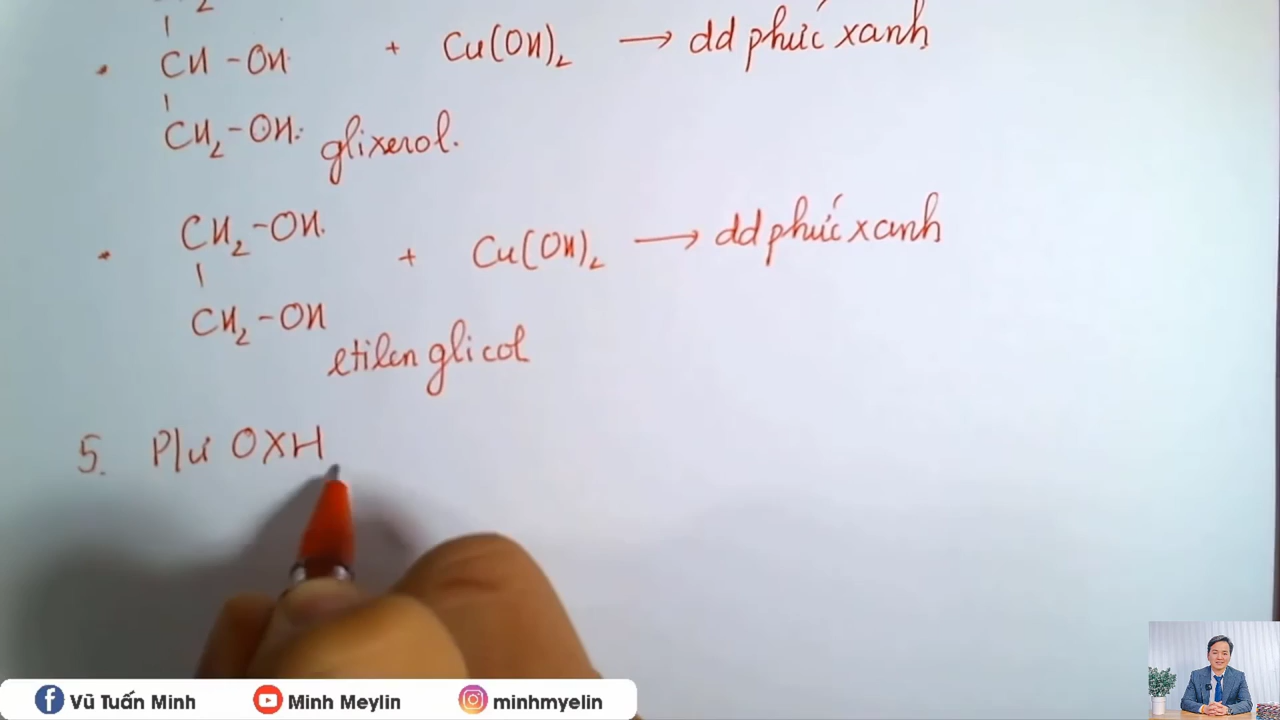 2
CH - OH + Cu(OH)2 → dd phức xanh
CH2 - OH glixerol.
CH2 - OH
+ Cu(OH)2 → dd phức xanh
CH2 - OH
etilen glicol
5. P/ư OXH
Vũ Tuấn Minh Minh Meylin minhmyelin